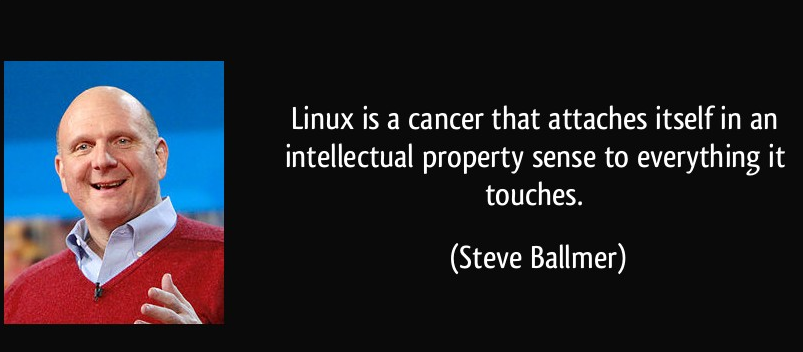 Linux is a cancer that attaches itself in an
intellectual property sense to everything it
touches.
(Steve Ballmer)